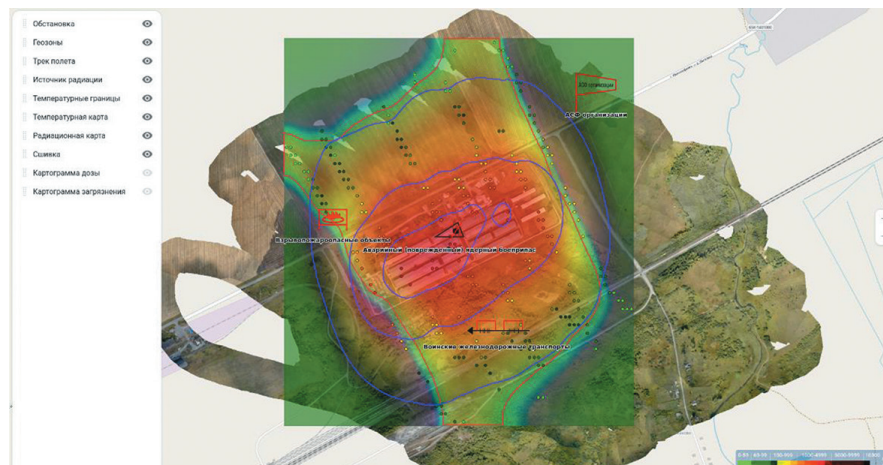 Обстановка
Геозоны
Трек полета
Источник радиации
Температурные границы
Температурная карта
Радиационная карта
Сшивка
Картограмма дозы
Картограмма загрязнения
АСФ организации
Взрывопожароопасные объекты
Аварийный (поврежденный) ядерный боеприпас
Воинские железнодорожные транспорты